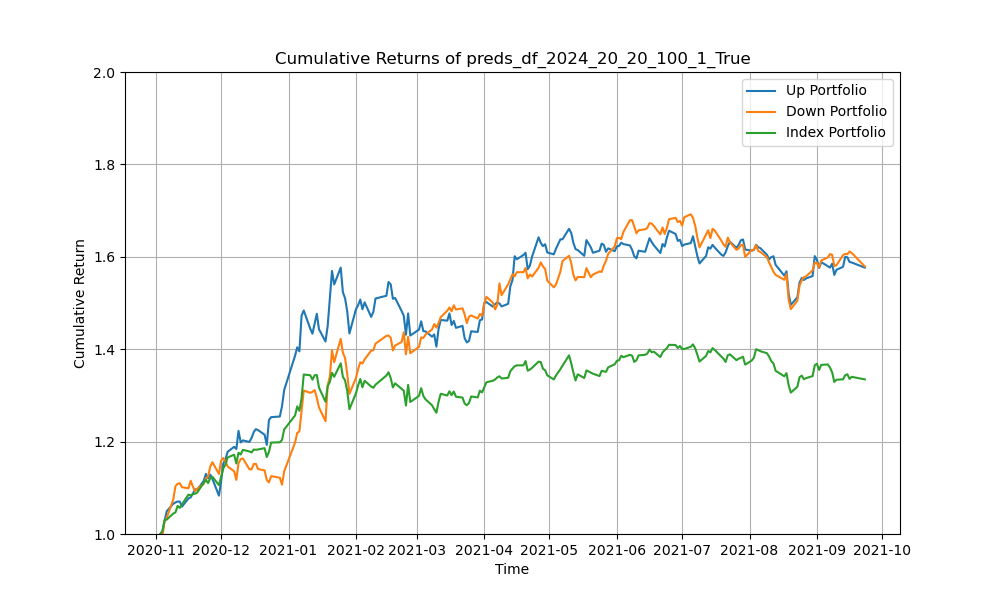 Cumulative Returns of preds_df_2024_20_20_100_1_True
Up Portfolio
Down Portfolio
Index Portfolio
Cumulative Return
2.0
1.8
1.6
1.4
1.2
1.0
2020-11 2020-12 2021-01 2021-02 2021-03 2021-04 2021-05 2021-06 2021-07 2021-08 2021-09 2021-10
Time